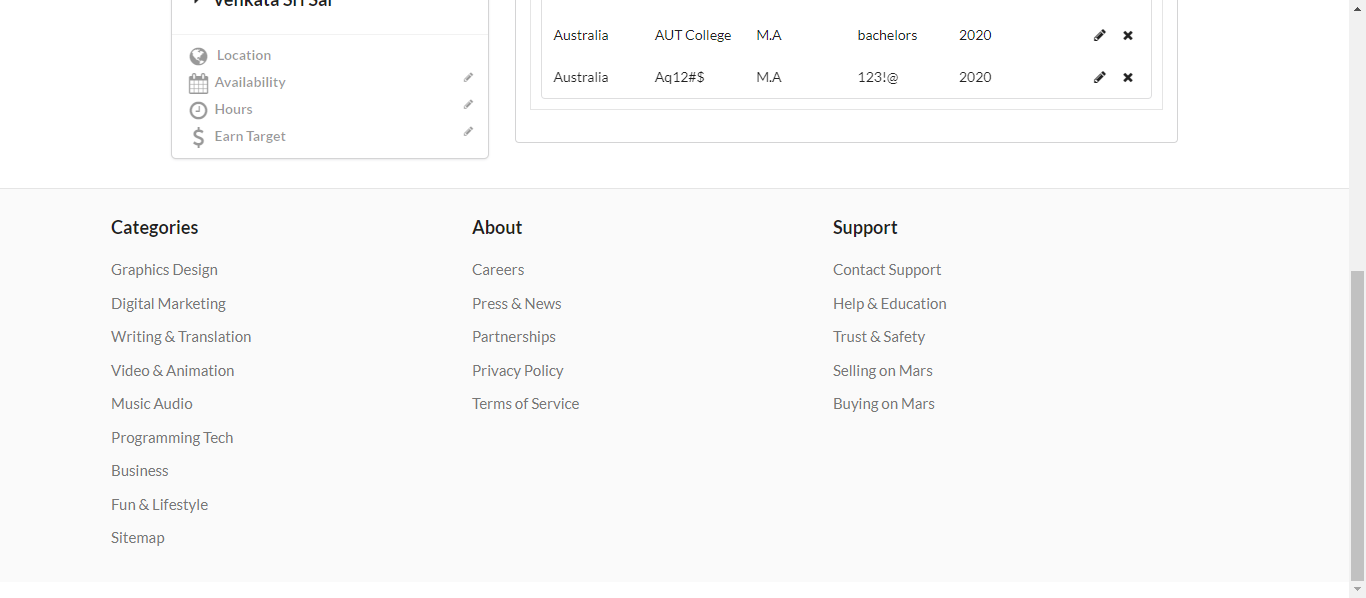 Venkata Sri Sai
Location
Availability
Hours
Earn Target
Australia AUT College M.A bachelors 2020
Australia Aq12#$ M.A 123!@ 2020
Categories
Graphics Design
Digital Marketing
Writing & Translation
Video & Animation
Music Audio
Programming Tech
Business
Fun & Lifestyle
Sitemap
About
Careers
Press & News
Partnerships
Privacy Policy
Terms of Service
Support
Contact Support
Help & Education
Trust & Safety
Selling on Mars
Buying on Mars